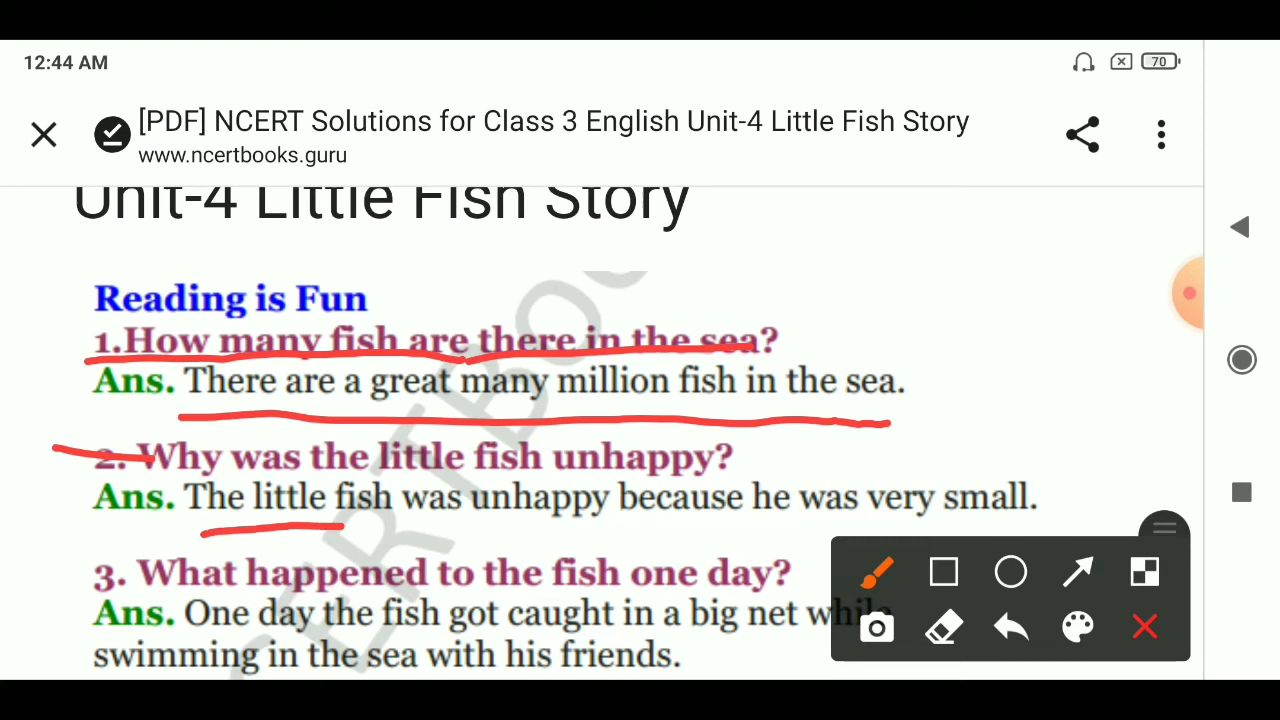 12:44 AM
70
[PDF] NCERT Solutions for Class 3 English Unit-4 Little Fish Story
www.ncertbooks.guru
Unit-4 Little Fish Story
Reading is Fun
1.How many fish are there in the sea?
Ans. There are a great many million fish in the sea.
2. Why was the little fish unhappy?
Ans. The little fish was unhappy because he was very small.
3. What happened to the fish one day?
Ans. One day the fish got caught in a big net while
swimming in the sea with his friends.